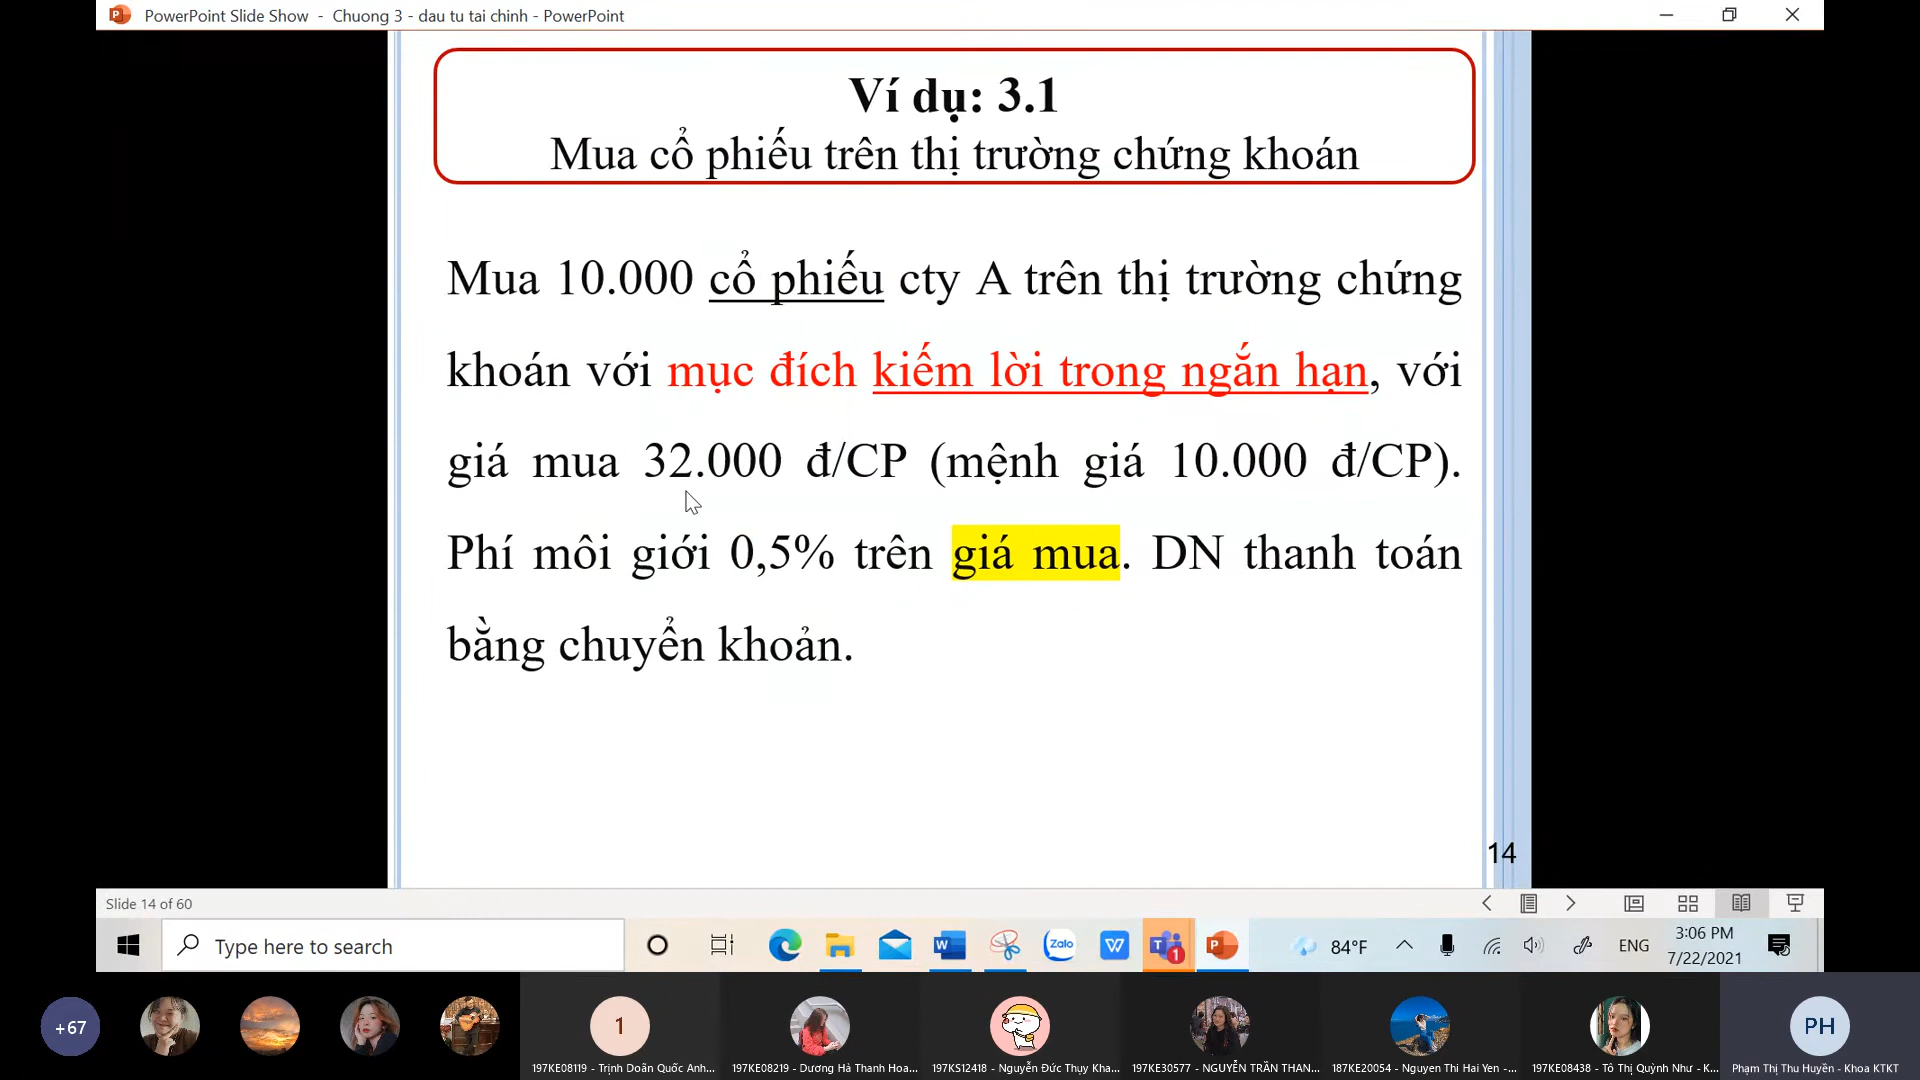 PowerPoint Slide Show - Chuong 3 - dau tu tai chinh - PowerPoint
Ví dụ: 3.1
Mua cổ phiếu trên thị trường chứng khoán
Mua 10.000 cổ phiếu cty A trên thị trường chứng
khoán với mục đích kiếm lời trong ngắn hạn, với
giá mua 32.000 đ/CP (mệnh giá 10.000 đ/CP).
Phí môi giới 0,5% trên giá mua. DN thanh toán
bằng chuyển khoản.
14
Slide 14 of 60
Type here to search
Zalo
84°F
ENG
3:06 PM
7/22/2021
+67
1
PH
197KE08119 - Trịnh Doãn Quốc Anh...
197KE08219 - Dương Hà Thanh Hoa...
197KS12418 - Nguyễn Đức Thụy Kha...
197KE30577 - NGUYỄN TRẦN THAN...
187KE20054 - Nguyen Thi Hai Yen -...
197KE08438 - Tô Thị Quỳnh Như - K...
Phạm Thị Thu Huyền - Khoa KTKT